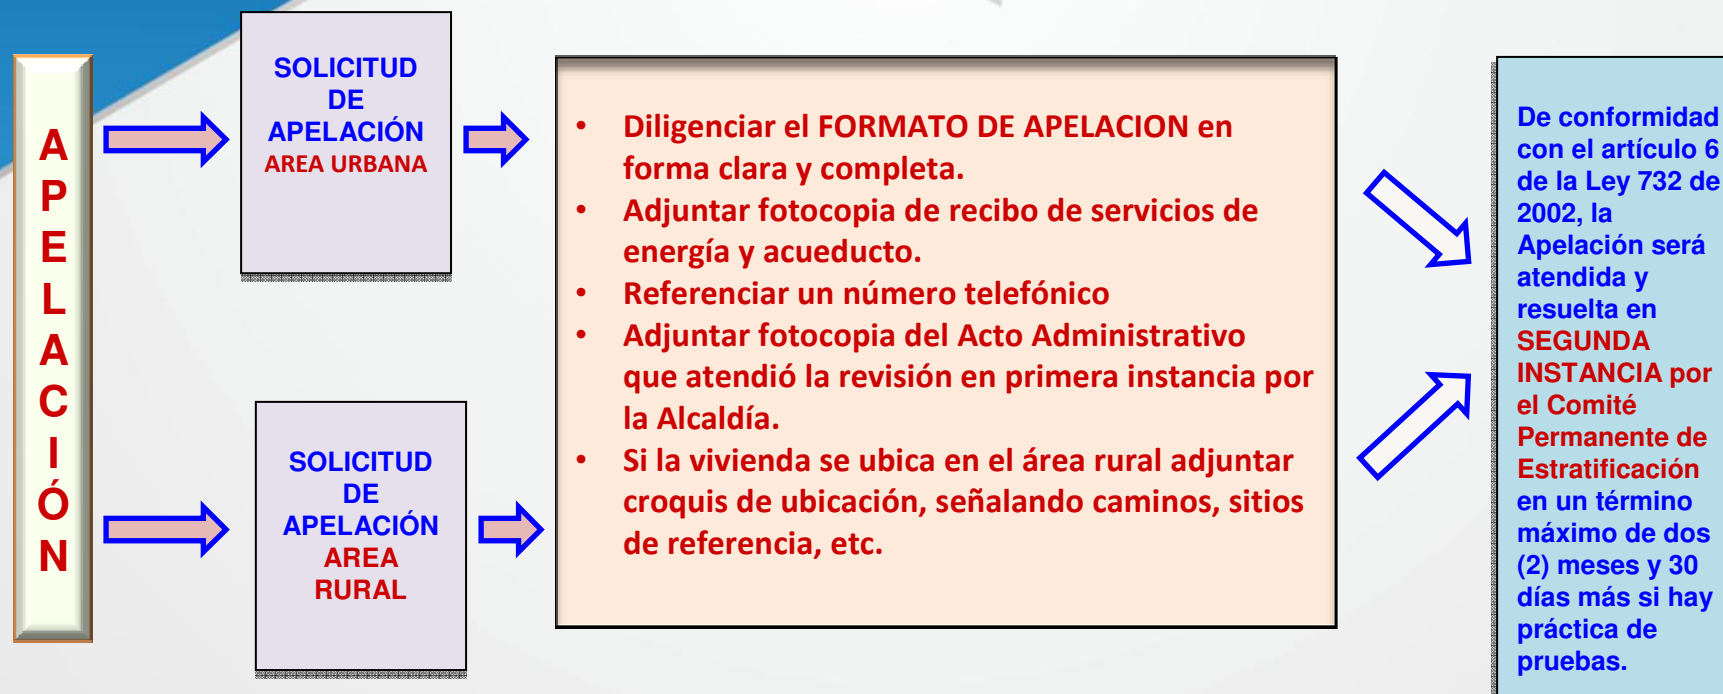 APELACIÓN
SOLICITUD
DE
APELACIÓN
AREA URBANA
SOLICITUD
DE
APELACIÓN
AREA
RURAL
• Diligenciar el FORMATO DE APELACION en
forma clara y completa.
• Adjuntar fotocopia de recibo de servicios de
energía y acueducto.
• Referenciar un número telefónico
• Adjuntar fotocopia del Acto Administrativo
que atendió la revisión en primera instancia por
la Alcaldía.
• Si la vivienda se ubica en el área rural adjuntar
croquis de ubicación, señalando caminos, sitios
de referencia, etc.
De conformidad
con el artículo 6
de la Ley 732 de
2002, la
Apelación será
atendida y
resuelta en
SEGUNDA
INSTANCIA por
el Comité
Permanente de
Estratificación
en un término
máximo de dos
(2) meses y 30
días más si hay
práctica de
pruebas.